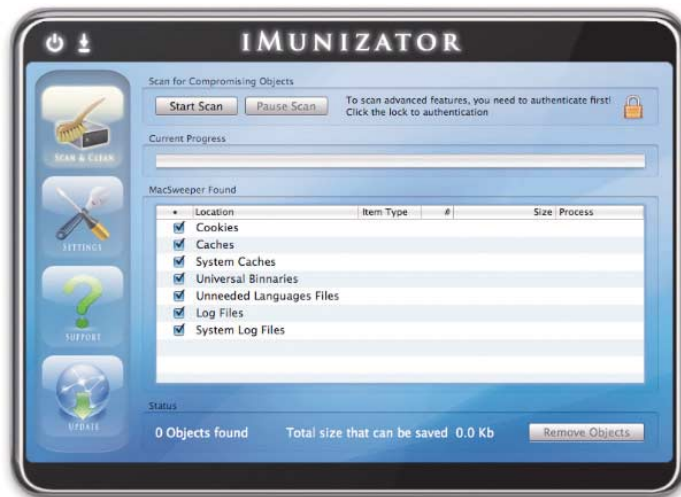 iMunizator
Scan for Compromising Objects
Start Scan
Pause Scan
To scan advanced features, you need to authenticate first!
Click the lock to authentication
Scan & Clean
Current Progress
MacSweeper Found
• Location Item Type # Size Process
Cookies
Caches
System Caches
Universal Binnaries
Unneeded Languages Files
Log Files
System Log Files
Settings
Support
Update
Status
0 Objects found Total size that can be saved 0.0 Kb
Remove Objects